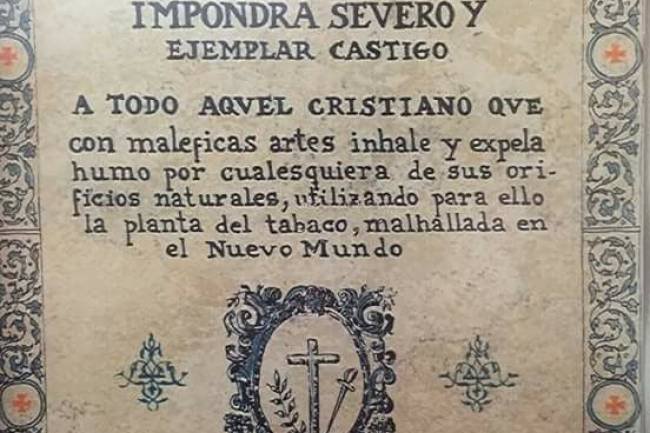 IMPONDRA SEVERO Y
EJEMPLAR CASTIGO
A TODO AQVEL CRISTIANO QVE
con maleficas artes inhale y expela
humo por cualesquiera de sus ori-
ficios naturales, utilizando para ello
la planta del tabaco, malhallada en
el Nuevo Mundo